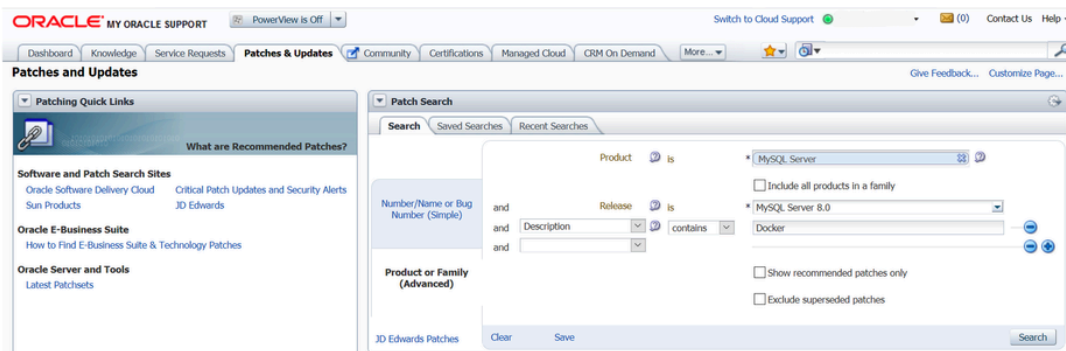 ORACLE MY ORACLE SUPPORT PowerView is Off Switch to Cloud Support (0) Contact Us Help
Dashboard Knowledge Service Requests Patches & Updates Community Certifications Managed Cloud CRM On Demand More...
Patches and Updates Give Feedback... Customize Page...
Patching Quick Links
What are Recommended Patches?
Software and Patch Search Sites
Oracle Software Delivery Cloud Critical Patch Updates and Security Alerts
Sun Products JD Edwards
Oracle E-Business Suite
How to Find E-Business Suite & Technology Patches
Oracle Server and Tools
Latest Patchsets
Patch Search
Search Saved Searches Recent Searches
Number/Name or Bug
Number (Simple)
Product or Family
(Advanced)
JD Edwards Patches
Product is * MySQL Server
Include all products in a family
and Release is * MySQL Server 8.0
and Description contains Docker
and
Show recommended patches only
Exclude superseded patches
Clear Save Search